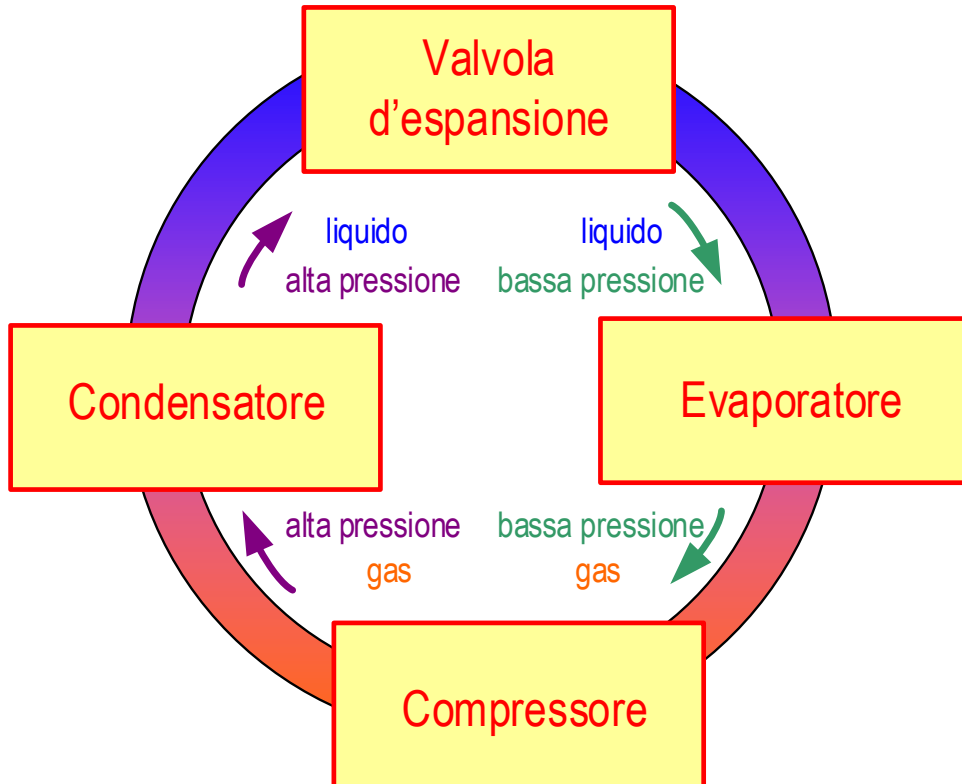 Valvola
d'espansione
liquido
alta pressione
liquido
bassa pressione
Condensatore
Evaporatore
alta pressione
gas
bassa pressione
gas
Compressore